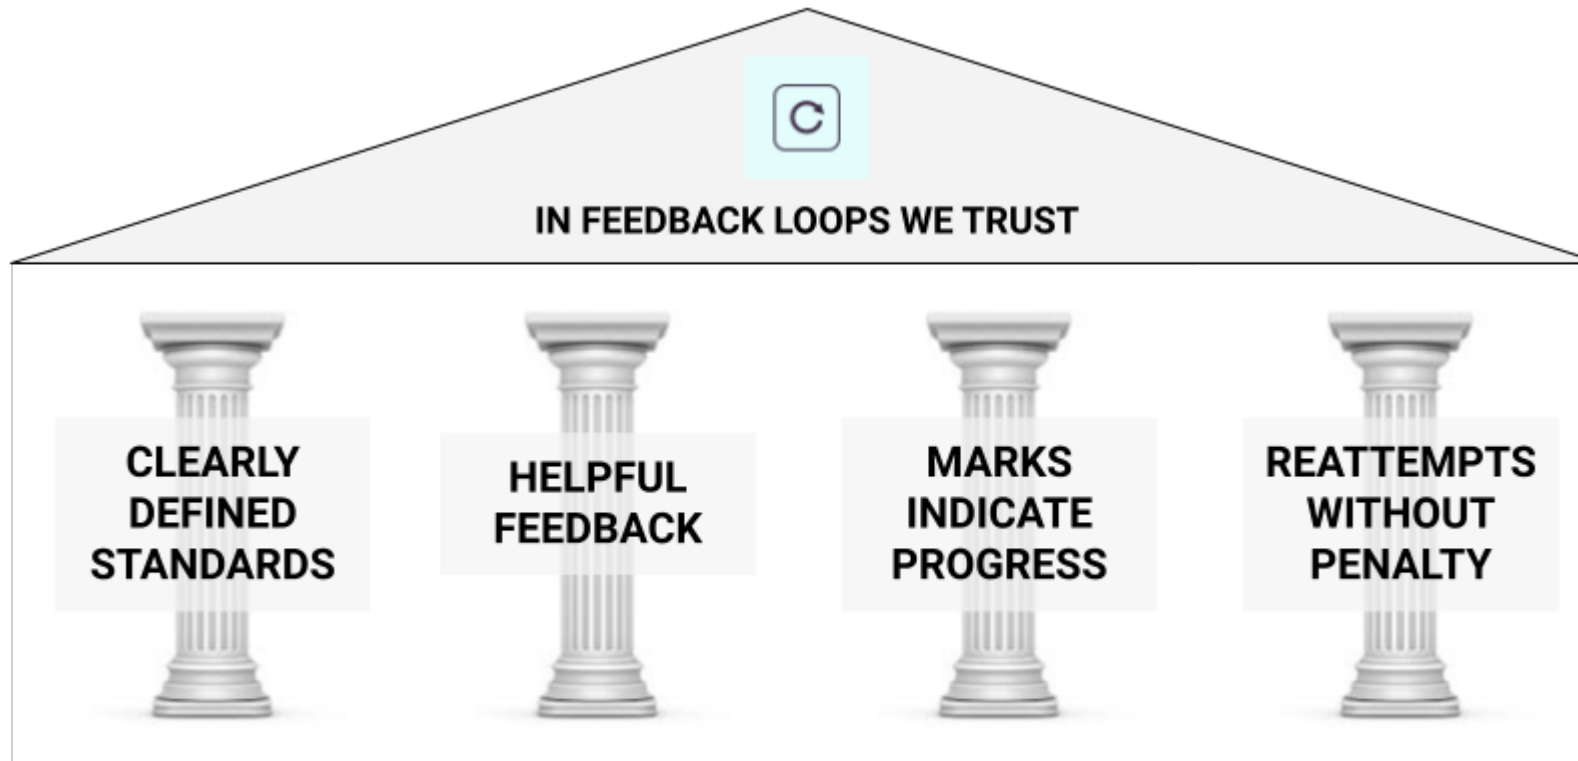 IN FEEDBACK LOOPS WE TRUST
CLEARLY
DEFINED
STANDARDS
HELPFUL
FEEDBACK
MARKS
INDICATE
PROGRESS
REATTEMPTS
WITHOUT
PENALTY